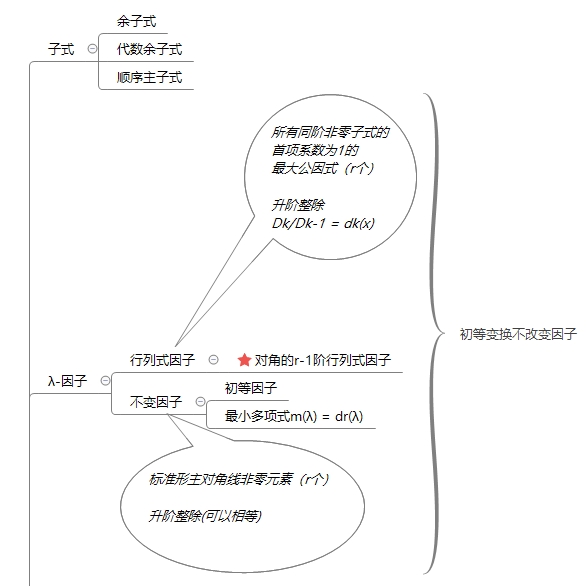 余子式
子式
代数余子式
顺序主子式
所有同阶非零子式的
首项系数为1的
最大公因式（r个）
升阶整除
Dk/Dk-1 = dk(x)
初等变换不改变因子
行列式因子
对角的r-1阶行列式因子
λ-因子
初等因子
不变因子
最小多项式m(λ) = dr(λ)
标准形主对角线非零元素（r个）
升阶整除(可以相等)